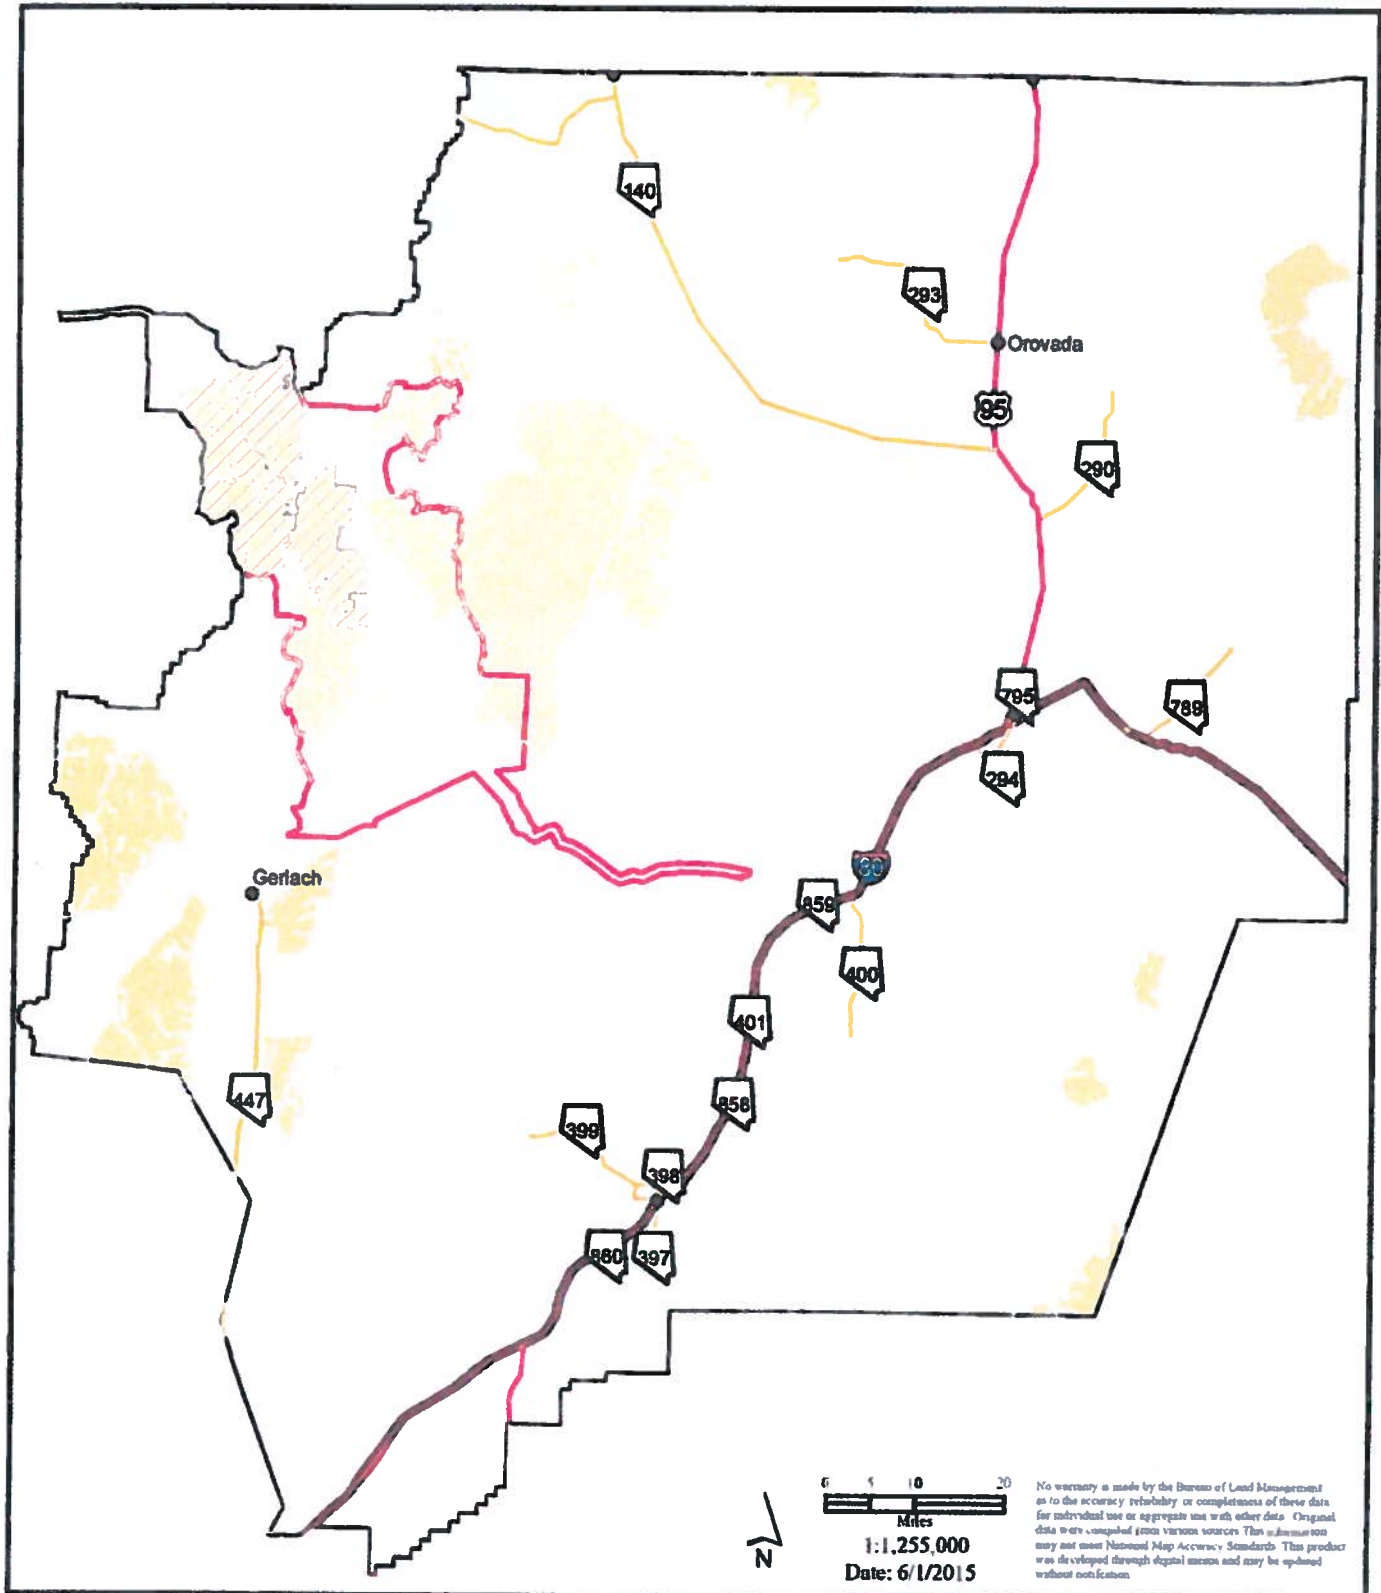 140
293
Orovada
95
290
795
789
294
80
Gerlach
859
400
401
447
858
399
398
860
397
0 5 10 20
Miles
1:1,255,000
Date: 6/1/2015
N
No warranty is made by the Bureau of Land Management
as to the accuracy reliability or completeness of these data
for individual use or aggregate use with other data Original
data were compiled from various sources This information
may not meet National Map Accuracy Standards This product
was developed through digital means and may be updated
without notification